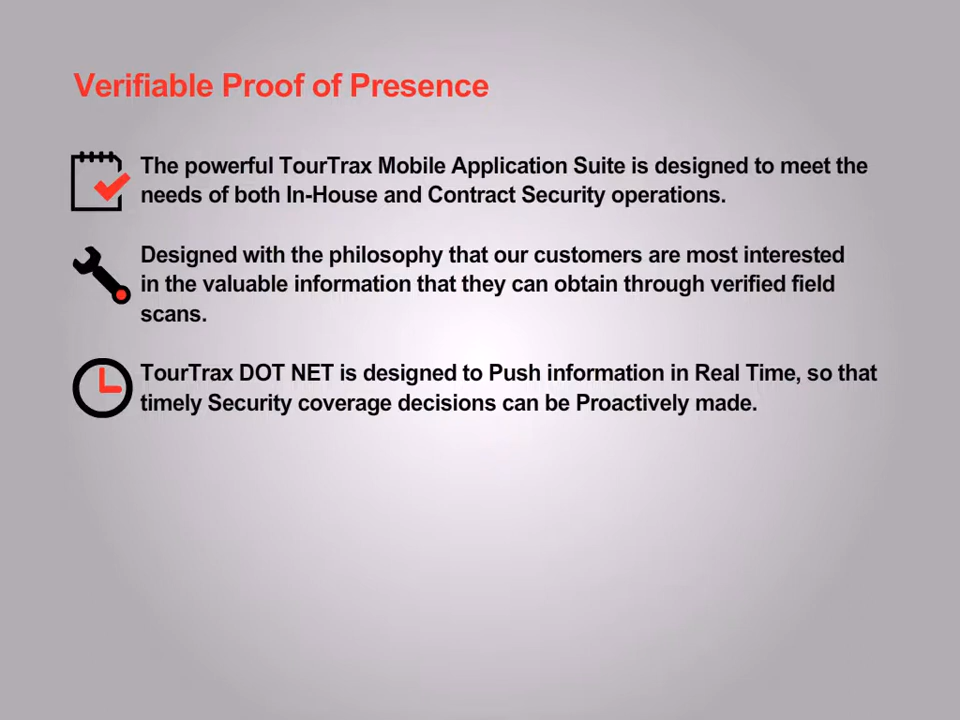 Verifiable Proof of Presence
The powerful TourTrax Mobile Application Suite is designed to meet the
needs of both In-House and Contract Security operations.
Designed with the philosophy that our customers are most interested
in the valuable information that they can obtain through verified field
scans.
TourTrax DOT NET is designed to Push information in Real Time, so that
timely Security coverage decisions can be Proactively made.